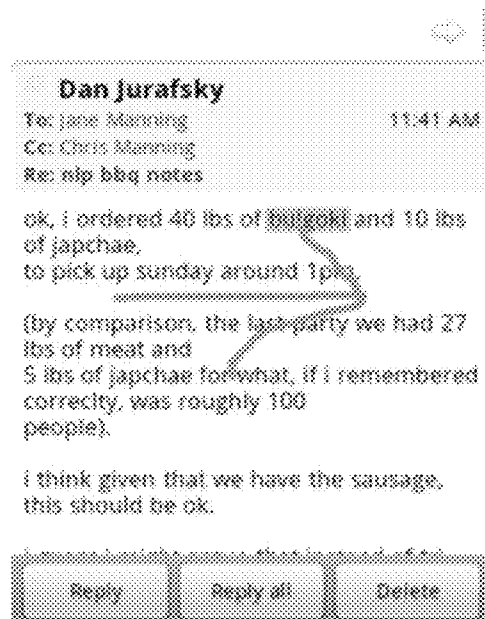 Dan Jurafsky
To: Jane Manning 11:41 AM
Cc: Chris Manning
Re: nlp bbq notes
ok, i ordered 40 lbs of bulgoki and 10 lbs
of japchae,
to pick up sunday around 1pm,
(by comparison, the last party we had 27
lbs of meat and
5 lbs of japchae for what, if i remembered
correclty, was roughly 100
people).
i think given that we have the sausage,
this should be ok.
Reply Reply all Delete